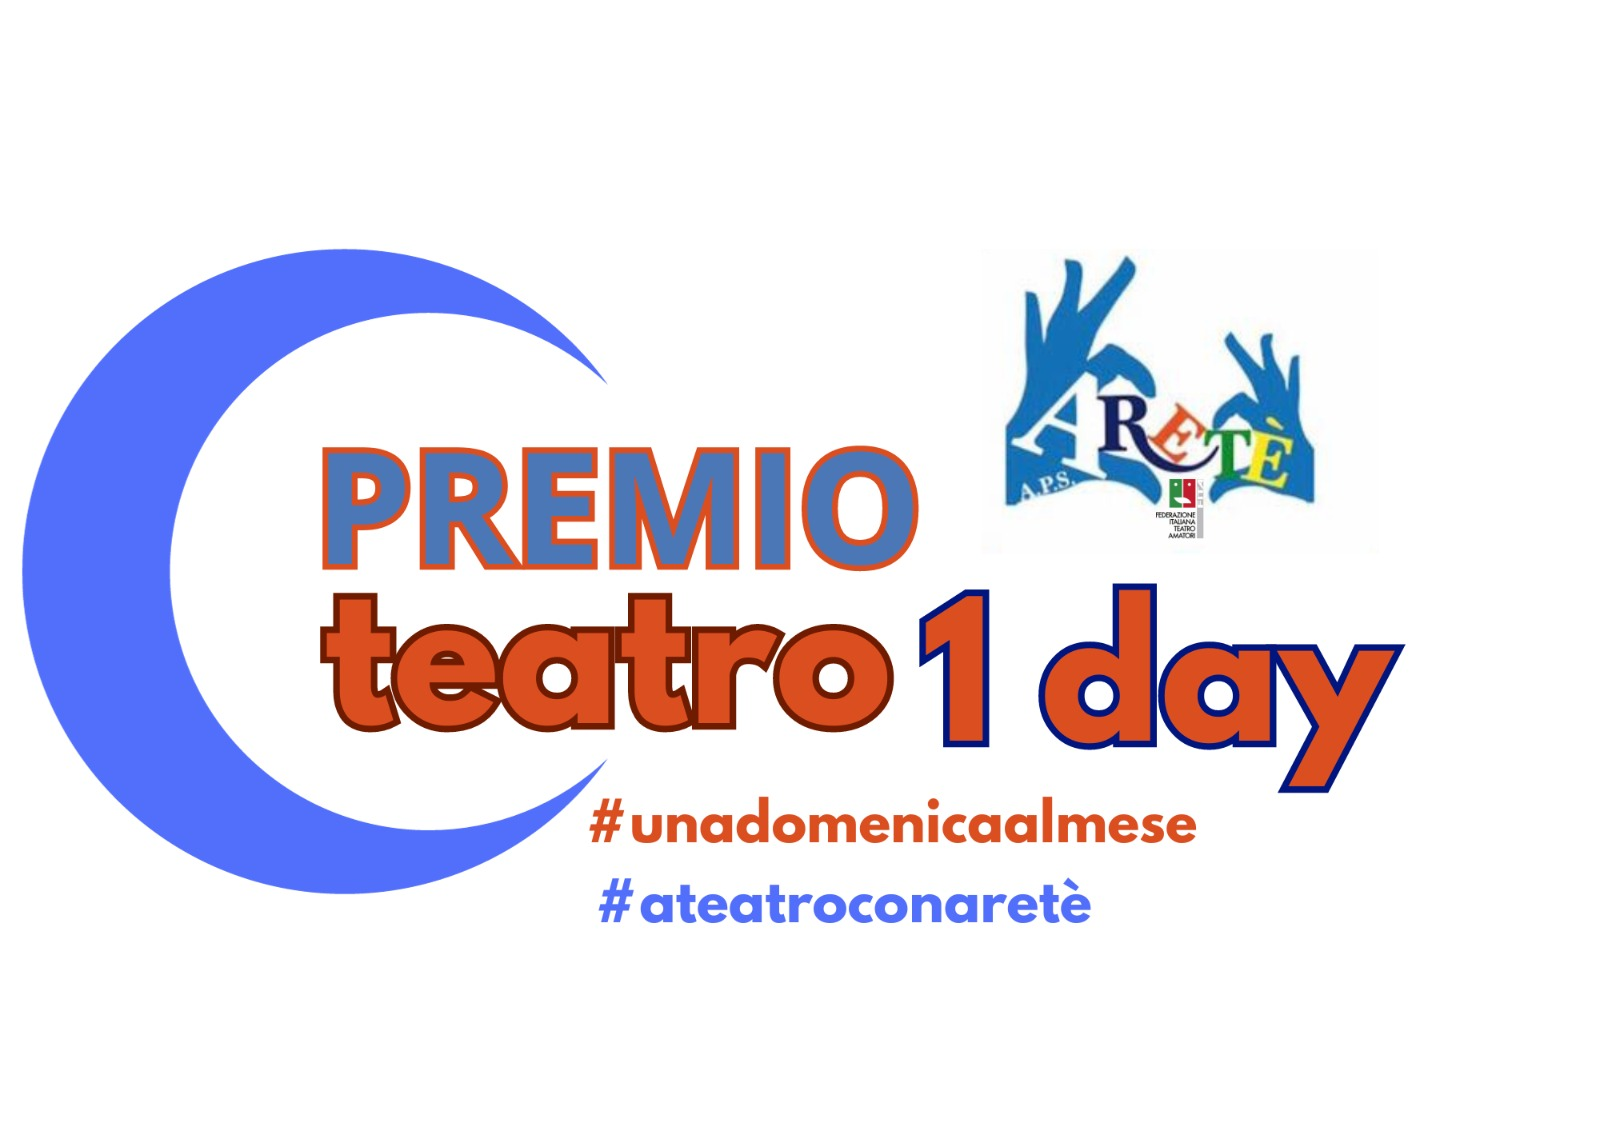 ARETÈ
A.P.S.
FEDERAZIONE
ITALIANA
TEATRO
AMATORI
PREMIO
teatro 1 day
#unadomenicaalmese
#ateatroconaretè